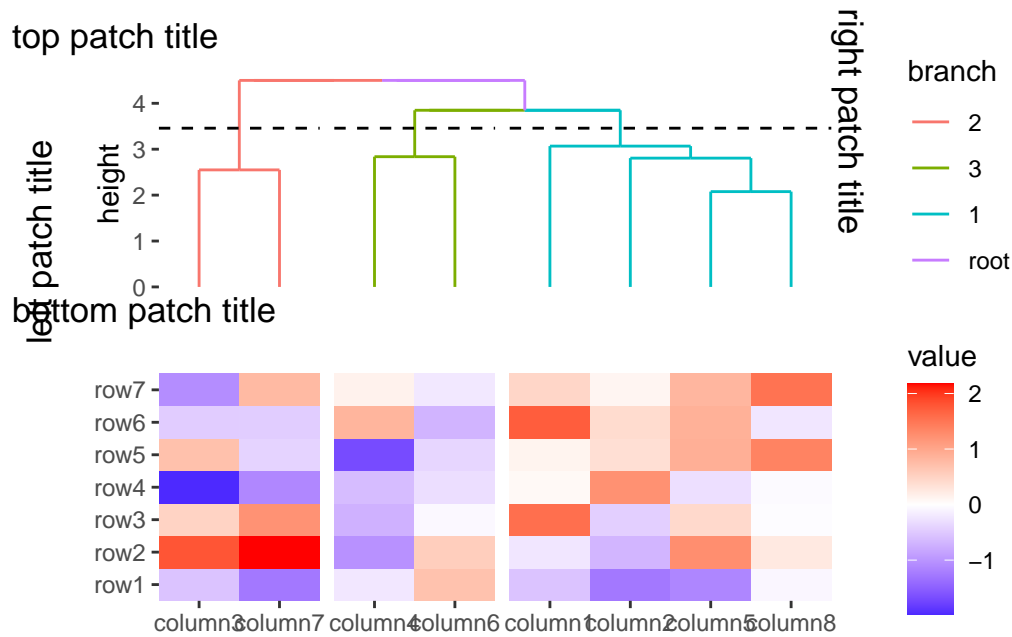 top patch title
right patch title
left patch title
height
4
3
2
1
0
branch
2
3
1
root
bottom patch title
value
2
1
0
−1
row7
row6
row5
row4
row3
row2
row1
column3 column7 column4 column6 column1 column2 column5 column8